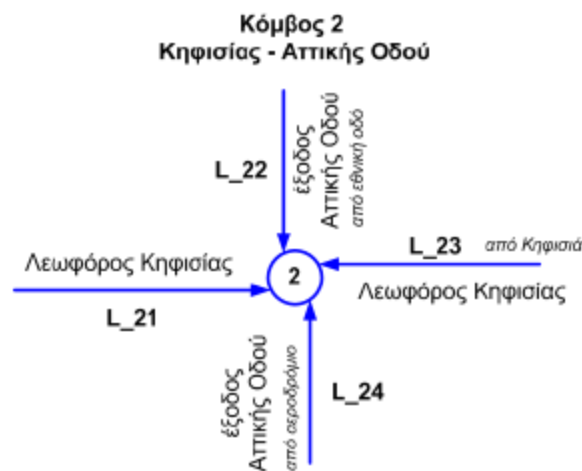 Κόμβος 2
Κηφισίας - Αττικής Οδού
έξοδος
Αττικής Οδού
από εθνική οδό
L_22
L_23
από Κηφισιά
Λεωφόρος Κηφισίας
2
Λεωφόρος Κηφισίας
L_21
έξοδος
Αττικής Οδού
από αεροδρόμιο
L_24